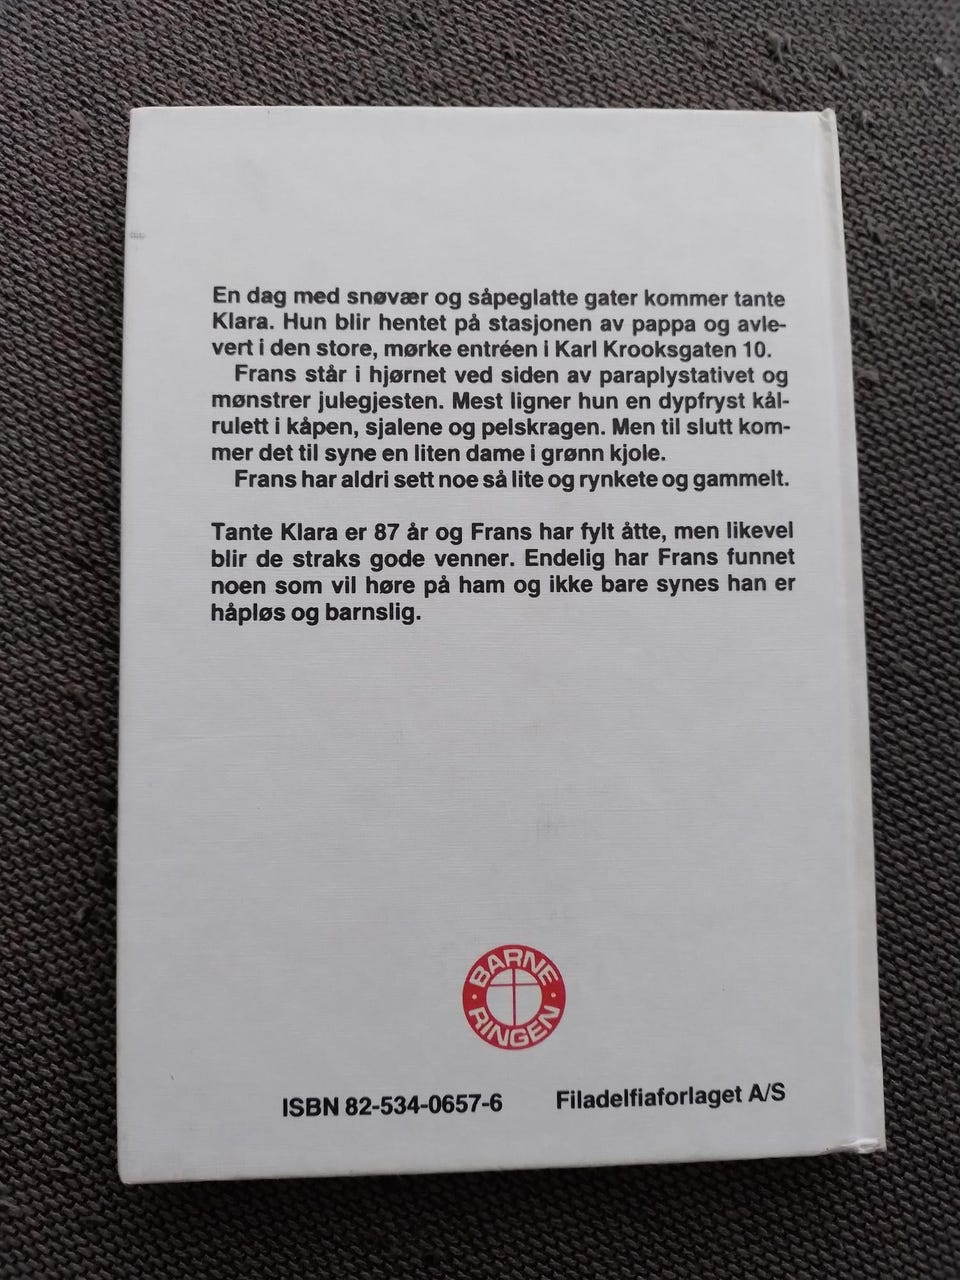 En dag med snøvær og såpeglatte gater kommer tante
Klara. Hun blir hentet på stasjonen av pappa og avle-
vert i den store, mørke entréen i Karl Krooksgaten 10.
Frans står i hjørnet ved siden av paraplystativet og
mønstrer julegjesten. Mest ligner hun en dypfryst kål-
rulett i kåpen, sjalene og pelskragen. Men til slutt kom-
mer det til syne en liten dame i grønn kjole.
Frans har aldri sett noe så lite og rynkete og gammelt.
Tante Klara er 87 år og Frans har fylt åtte, men likevel
blir de straks gode venner. Endelig har Frans funnet
noen som vil høre på ham og ikke bare synes han er
håpløs og barnslig.
BARNE
RINGEN
ISBN 82-534-0657-6 Filadelfiaforlaget A/S